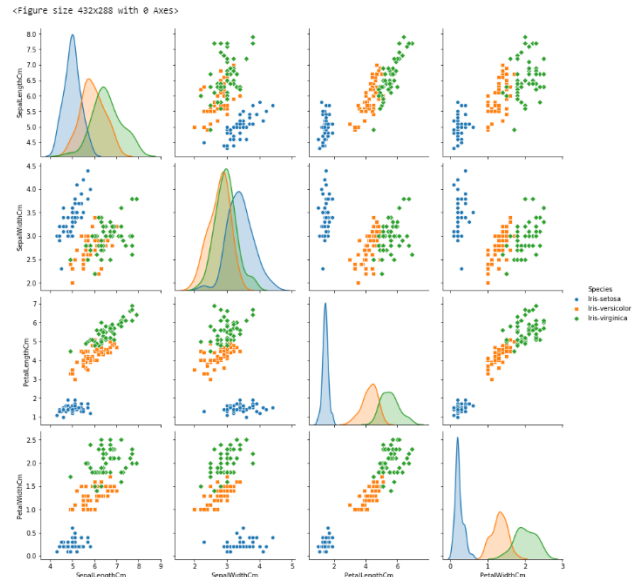 <Figure size 432x288 with 0 Axes>
8.0
7.5
7.0
6.5
6.0
5.5
5.0
4.5
SepalLengthCm
4.5
4.0
3.5
3.0
2.5
2.0
SepalWidthCm
Species
Iris-setosa
Iris-versicolor
Iris-virginica
7
6
5
4
3
2
1
PetalLengthCm
2.5
2.0
1.5
1.0
0.5
0.0
PetalWidthCm
4 5 6 7 8 9
2 3 4 5
2 4 6
0 1 2 3
SepalLengthCm
SepalWidthCm
PetalLengthCm
PetalWidthCm